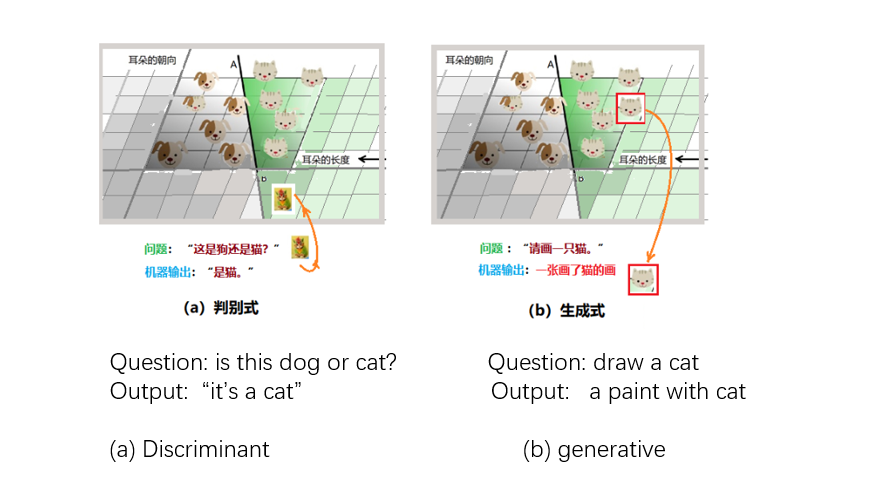 耳朵的朝向
A
耳朵的长度
b
问题： “这是狗还是猫？”
机器输出： “是猫。”
（a）判别式
耳朵的朝向
A
耳朵的长度
b
问题： “请画一只猫。”
机器输出： 一张画了猫的画
（b）生成式
Question: is this dog or cat?
Output: “it’s a cat”
(a) Discriminant
Question: draw a cat
Output: a paint with cat
(b) generative